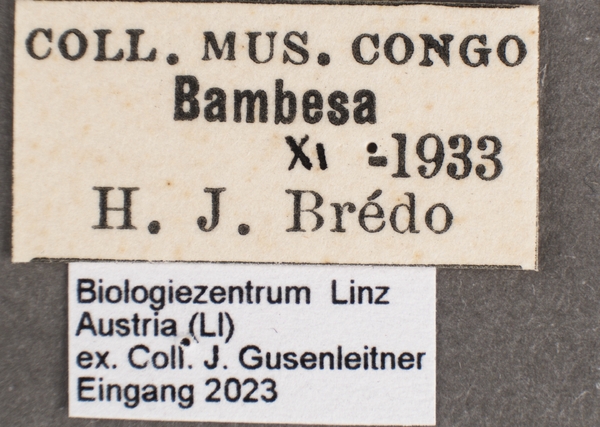 COLL. MUS. CONGO
Bambesa
XI -1933
H. J. Brédo
Biologiezentrum Linz
Austria (LI)
ex. Coll. J. Gusenleitner
Eingang 2023